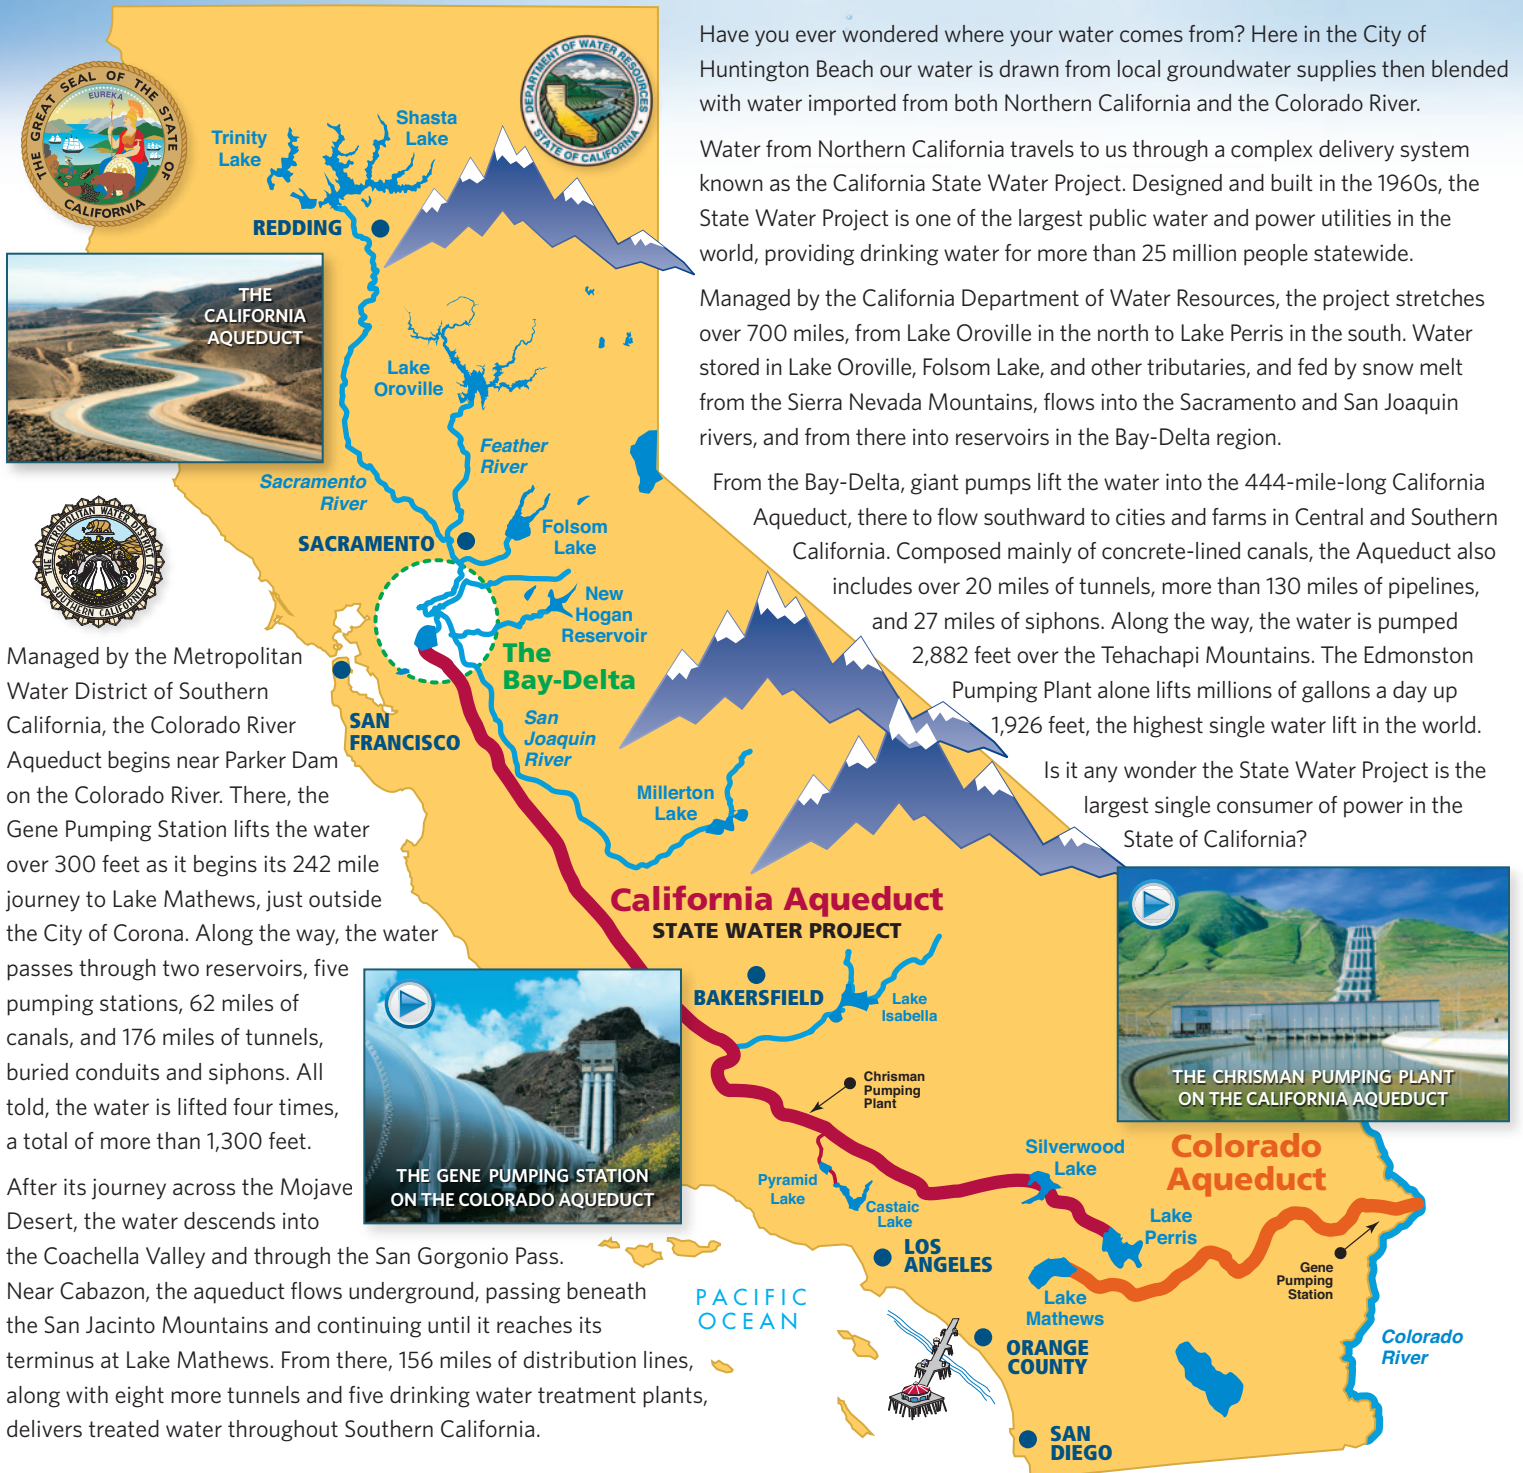 THE GREAT SEAL OF THE STATE OF CALIFORNIA
EUREKA
DEPARTMENT OF WATER RESOURCES
STATE OF CALIFORNIA
Have you ever wondered where your water comes from? Here in the City of
Huntington Beach our water is drawn from local groundwater supplies then blended
with water imported from both Northern California and the Colorado River.
Water from Northern California travels to us through a complex delivery system
known as the California State Water Project. Designed and built in the 1960s, the
State Water Project is one of the largest public water and power utilities in the
world, providing drinking water for more than 25 million people statewide.
Managed by the California Department of Water Resources, the project stretches
over 700 miles, from Lake Oroville in the north to Lake Perris in the south. Water
stored in Lake Oroville, Folsom Lake, and other tributaries, and fed by snow melt
from the Sierra Nevada Mountains, flows into the Sacramento and San Joaquin
rivers, and from there into reservoirs in the Bay-Delta region.
From the Bay-Delta, giant pumps lift the water into the 444-mile-long California
Aqueduct, there to flow southward to cities and farms in Central and Southern
California. Composed mainly of concrete-lined canals, the Aqueduct also
includes over 20 miles of tunnels, more than 130 miles of pipelines,
and 27 miles of siphons. Along the way, the water is pumped
2,882 feet over the Tehachapi Mountains. The Edmonston
Pumping Plant alone lifts millions of gallons a day up
1,926 feet, the highest single water lift in the world.
Is it any wonder the State Water Project is the
largest single consumer of power in the
State of California?
Trinity
Lake
Shasta
Lake
REDDING
THE
CALIFORNIA
AQUEDUCT
Lake
Oroville
Feather
River
Sacramento
River
SACRAMENTO
Folsom
Lake
New
Hogan
Reservoir
The
Bay-Delta
THE METROPOLITAN WATER DISTRICT OF SOUTHERN CALIFORNIA
SAN
FRANCISCO
San
Joaquin
River
Millerton
Lake
Managed by the Metropolitan
Water District of Southern
California, the Colorado River
Aqueduct begins near Parker Dam
on the Colorado River. There, the
Gene Pumping Station lifts the water
over 300 feet as it begins its 242 mile
journey to Lake Mathews, just outside
the City of Corona. Along the way, the water
passes through two reservoirs, five
pumping stations, 62 miles of
canals, and 176 miles of tunnels,
buried conduits and siphons. All
told, the water is lifted four times,
a total of more than 1,300 feet.
After its journey across the Mojave
Desert, the water descends into
the Coachella Valley and through the San Gorgonio Pass.
Near Cabazon, the aqueduct flows underground, passing beneath
the San Jacinto Mountains and continuing until it reaches its
terminus at Lake Mathews. From there, 156 miles of distribution lines,
along with eight more tunnels and five drinking water treatment plants,
delivers treated water throughout Southern California.
California Aqueduct
STATE WATER PROJECT
BAKERSFIELD
Lake
Isabella
THE GENE PUMPING STATION
ON THE COLORADO AQUEDUCT
THE CHRISMAN PUMPING PLANT
ON THE CALIFORNIA AQUEDUCT
Chrisman
Pumping
Plant
Pyramid
Lake
Castaic
Lake
Silverwood
Lake
Colorado
Aqueduct
Lake
Perris
LOS
ANGELES
Gene
Pumping
Station
Lake
Mathews
PACIFIC
OCEAN
ORANGE
COUNTY
Colorado
River
SAN
DIEGO